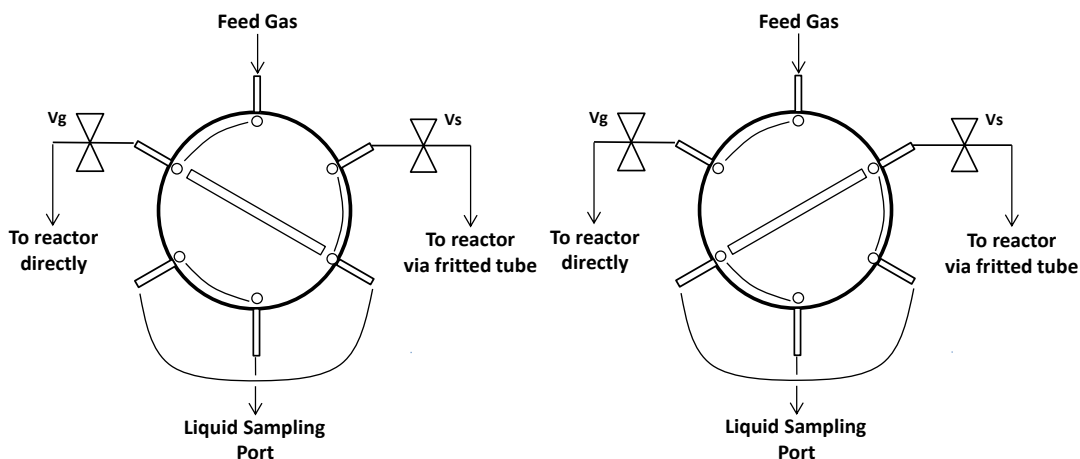 Feed Gas
Vg
Vs
To reactor
directly
To reactor
via fritted tube
Liquid Sampling
Port
Feed Gas
Vg
Vs
To reactor
directly
To reactor
via fritted tube
Liquid Sampling
Port